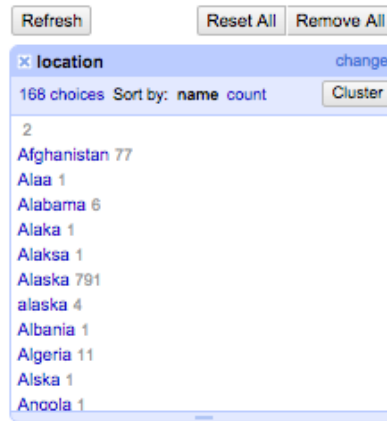 Refresh Reset All Remove All
location change
168 choices Sort by: name count Cluster
2
Afghanistan 77
Alaa 1
Alabama 6
Alaka 1
Alaksa 1
Alaska 791
alaska 4
Albania 1
Algeria 11
Alska 1
Angola 1